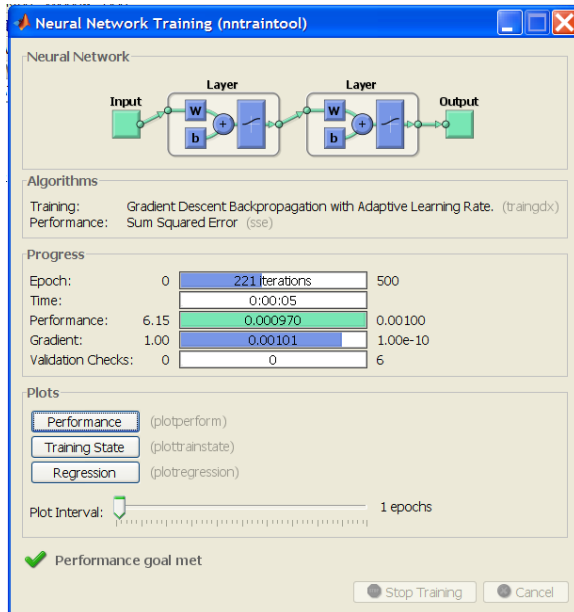 Neural Network Training (nntraintool)
Neural Network
Layer Layer
Input W b + W b + Output
Algorithms
Training: Gradient Descent Backpropagation with Adaptive Learning Rate. (traingdx)
Performance: Sum Squared Error (sse)
Progress
Epoch: 0 221 iterations 500
Time: 0:00:05
Performance: 6.15 0.000970 0.00100
Gradient: 1.00 0.00101 1.00e-10
Validation Checks: 0 0 6
Plots
Performance (plotperform)
Training State (plottrainstate)
Regression (plotregression)
Plot Interval: 1 epochs
Performance goal met
Stop Training Cancel